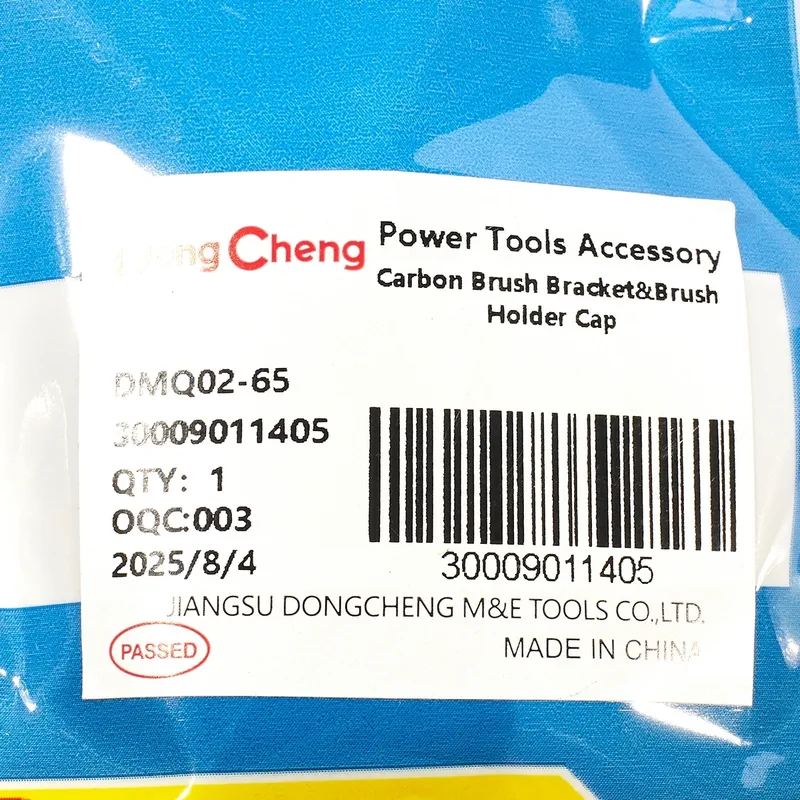 DongCheng
Power Tools Accessory
Carbon Brush Bracket&Brush
Holder Cap
DMQ02-65
30009011405
QTY: 1
OQC:003
2025/8/4
30009011405
JIANGSU DONGCHENG M&E TOOLS CO.,LTD.
PASSED
MADE IN CHINA